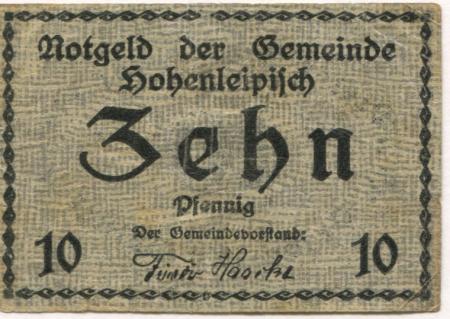 Notgeld der Gemeinde
Hohenleipisch
Zehn
Pfennig
Der Gemeindevorstand:
10 10